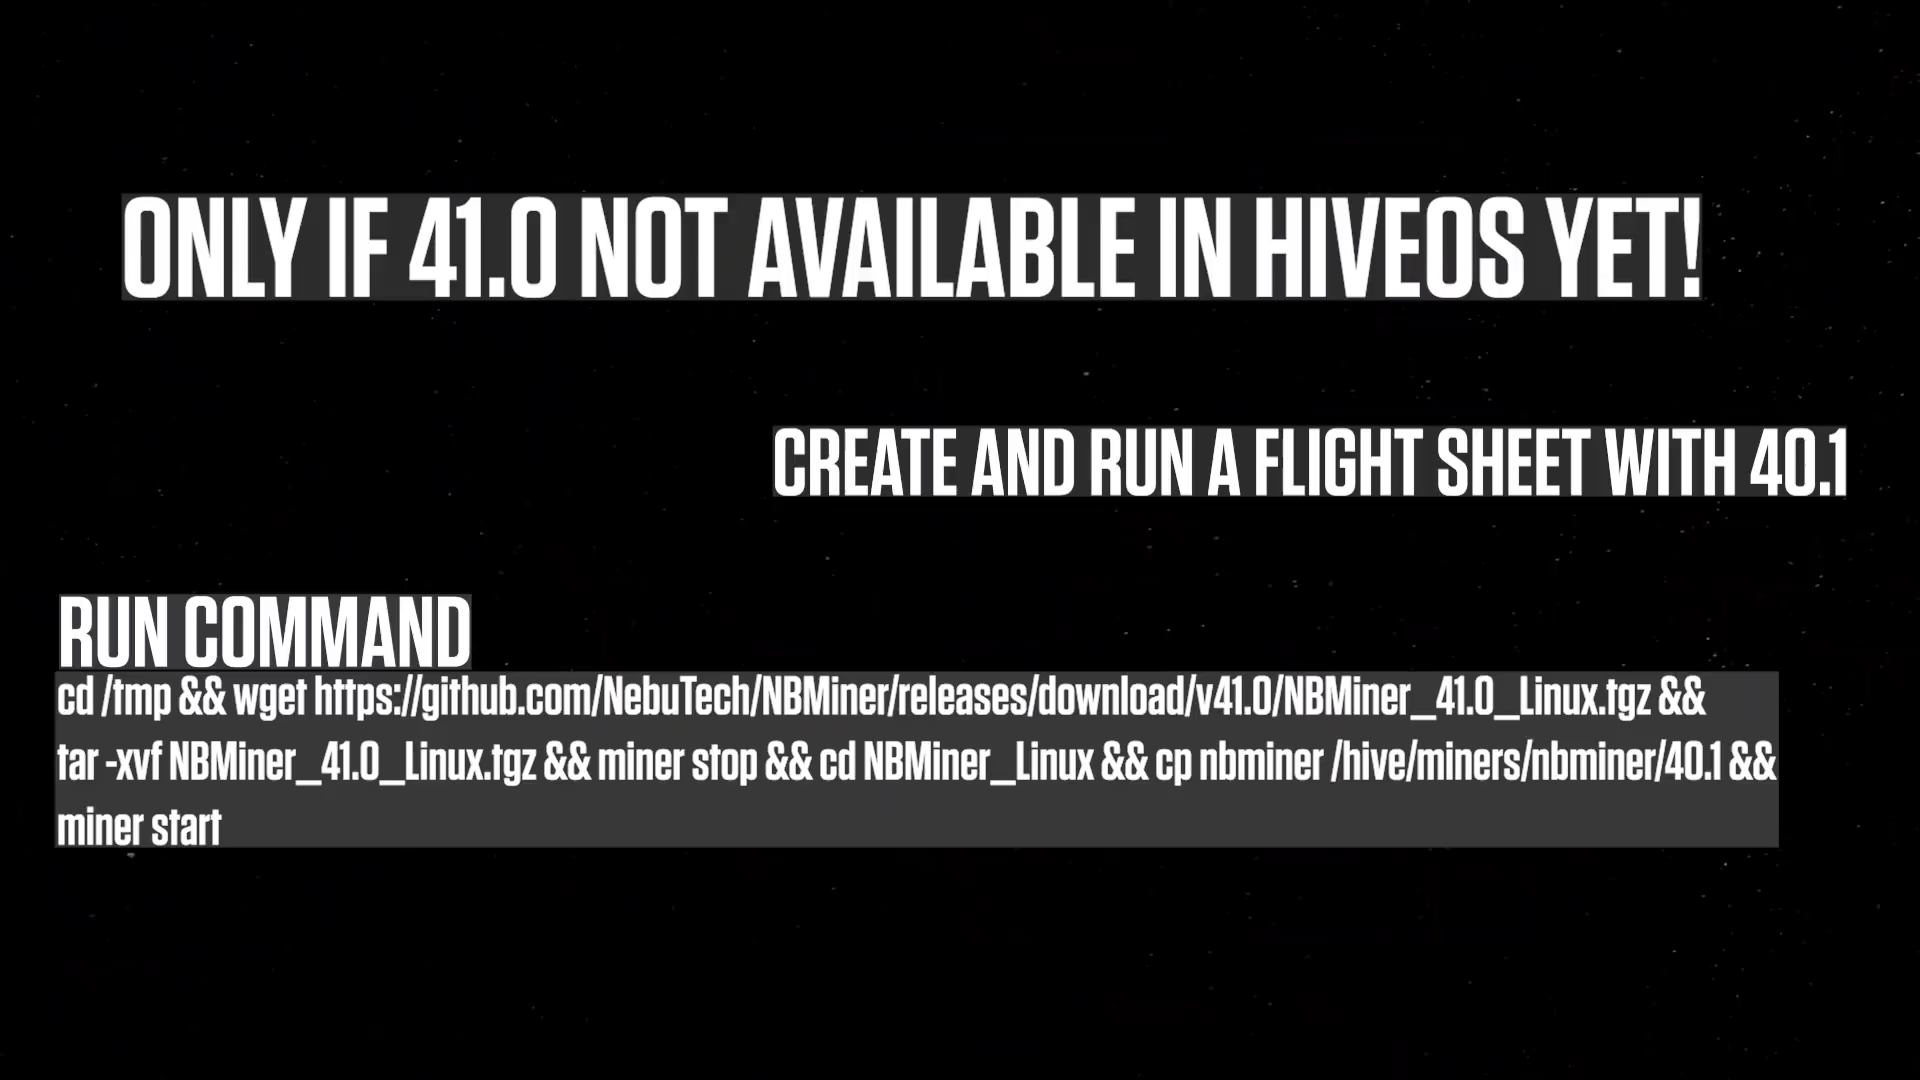 ONLY IF 41.0 NOT AVAILABLE IN HIVEOS YET!
CREATE AND RUN A FLIGHT SHEET WITH 40.1
RUN COMMAND
cd /tmp && wget https://github.com/NebuTech/NBMiner/releases/download/v41.0/NBMiner_41.0_Linux.tgz &&
tar -xvf NBMiner_41.0_Linux.tgz && miner stop && cd NBMiner_Linux && cp nbminer /hive/miners/nbminer/40.1 &&
miner start